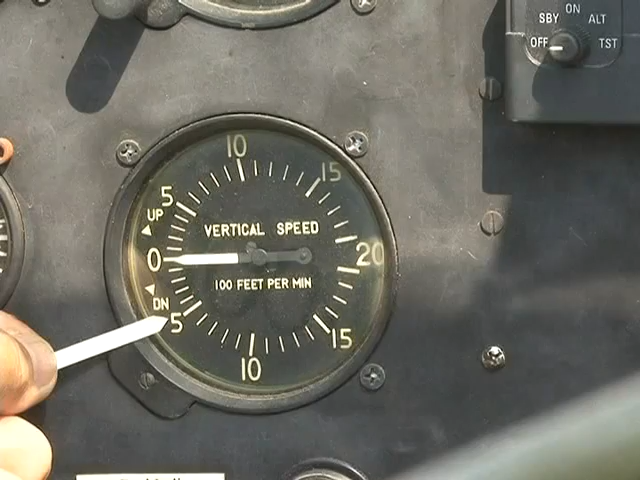 ON
SBY ALT
OFF TST
10
5 15
UP
VERTICAL SPEED
0 20
100 FEET PER MIN
DN
5 15
10